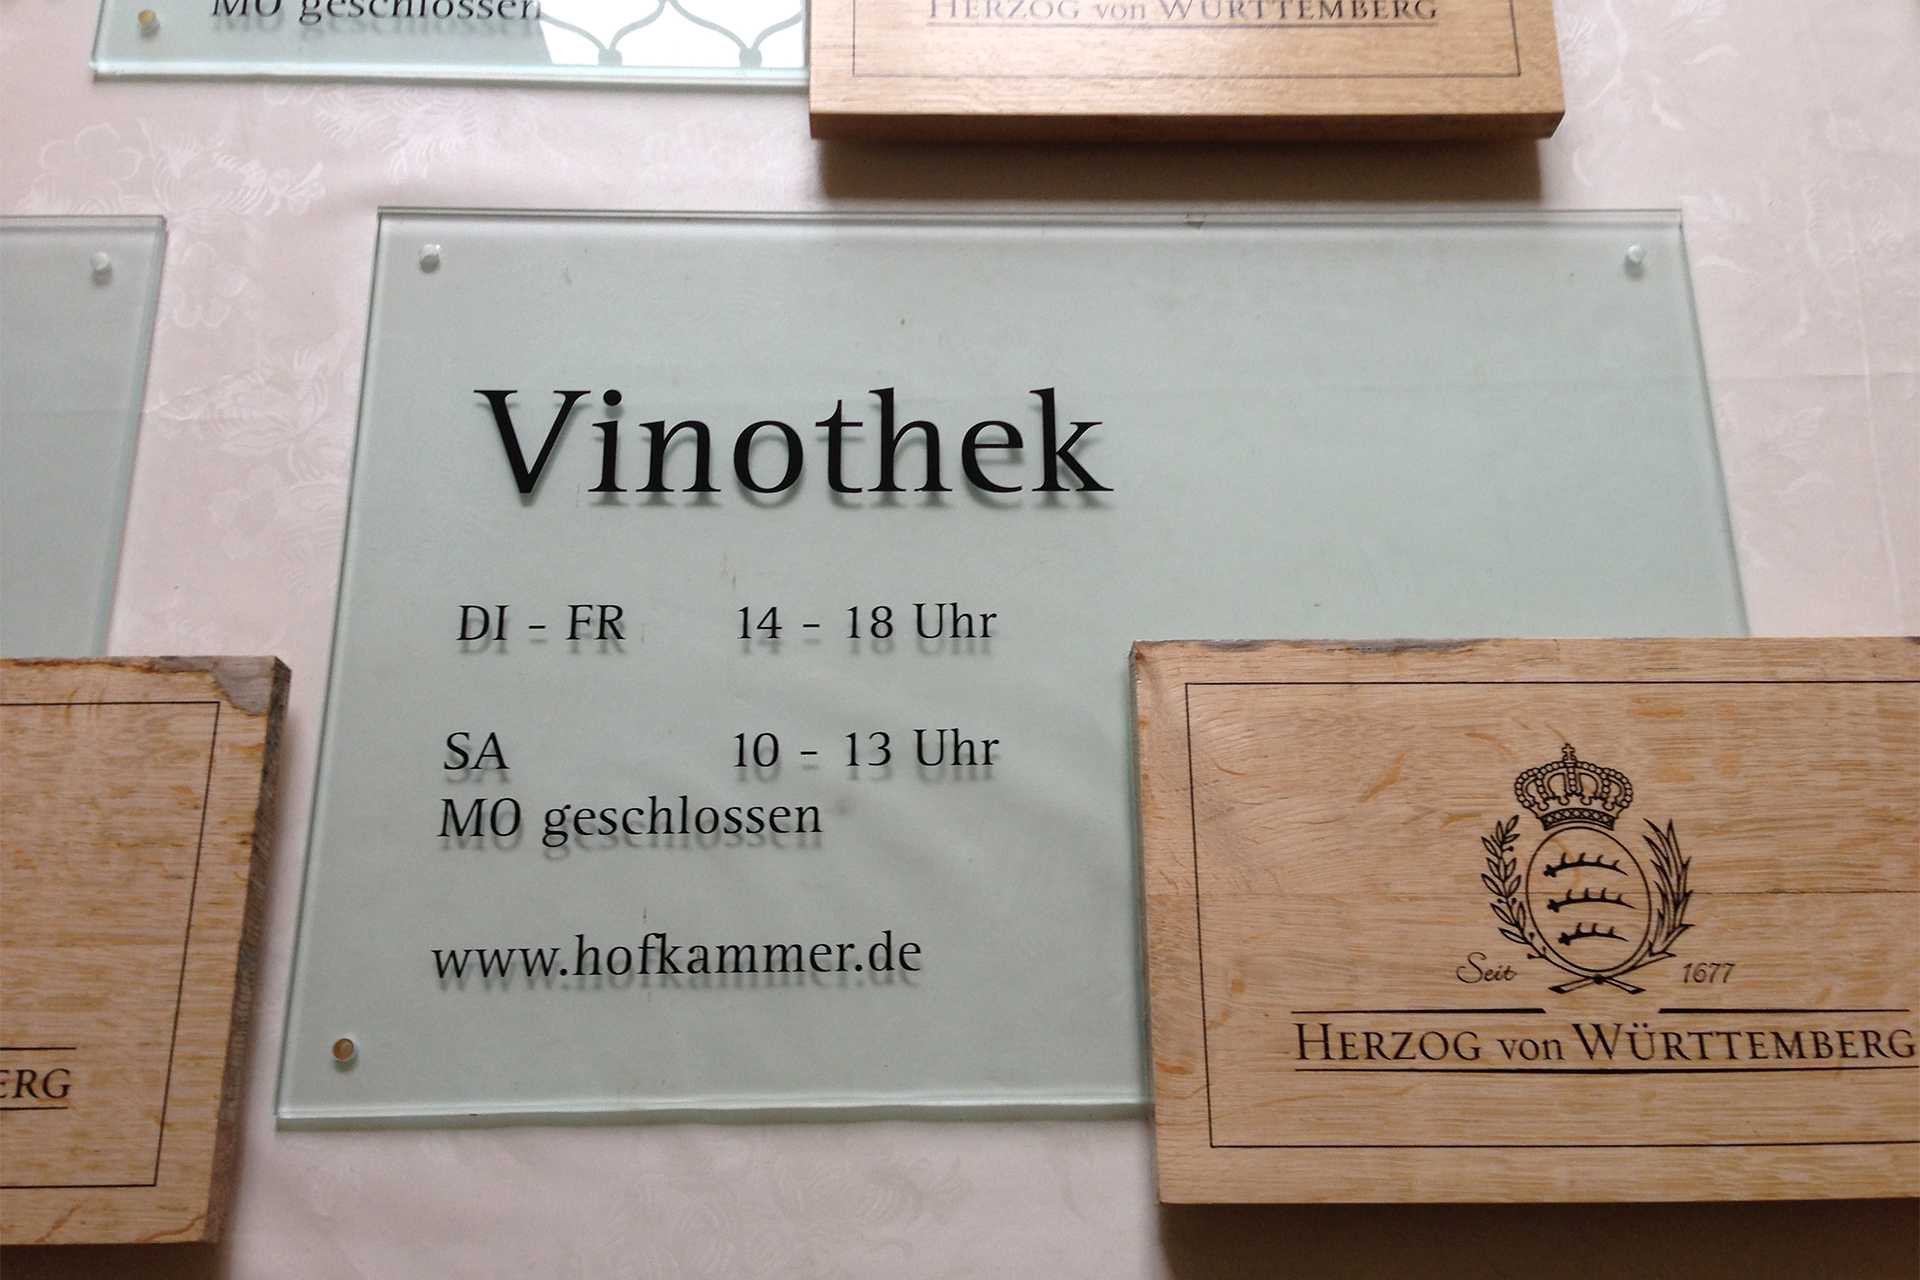 MO geschlossen
HERZOG von WÜRTTEMBERG
Vinothek
DI - FR 14 - 18 Uhr
SA 10 - 13 Uhr
MO geschlossen
www.hofkammer.de
Seit 1677
HERZOG von WÜRTTEMBERG
ERG